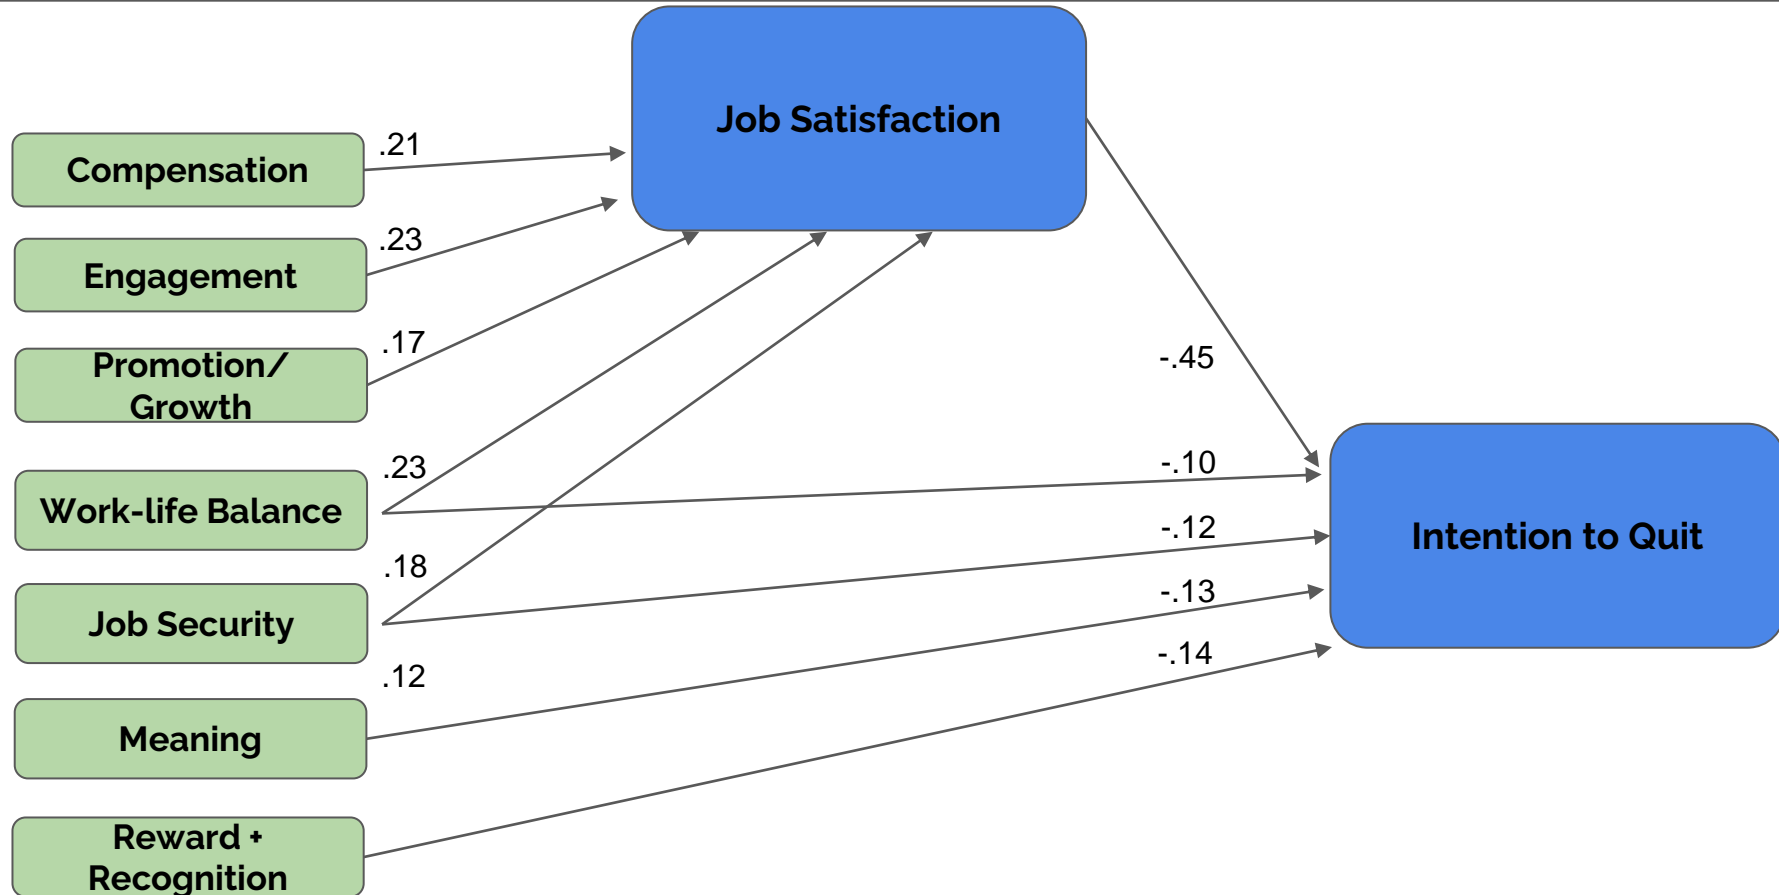 Job Satisfaction
Compensation
.21
Engagement
.23
Promotion/
Growth
.17
-.45
Work-life Balance
.23
-.10
Intention to Quit
Job Security
.18
-.12
-.13
Meaning
.12
-.14
Reward +
Recognition